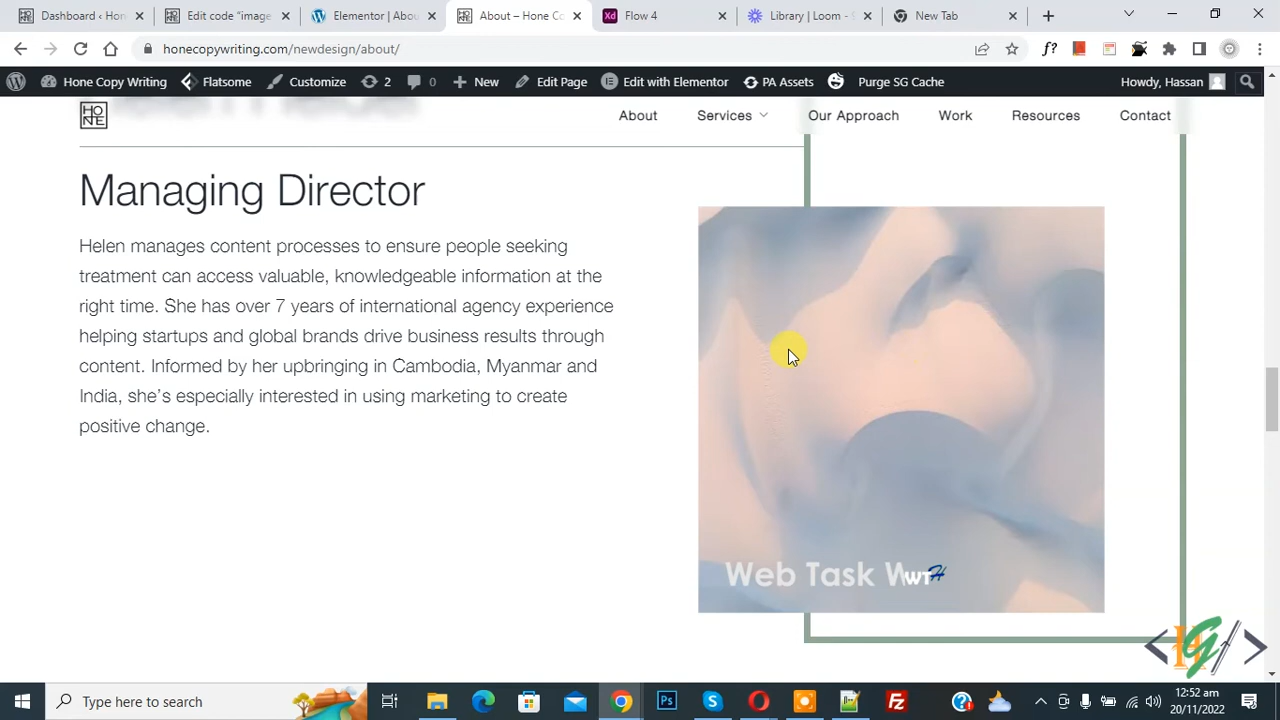 Dashboard ‹ Hon
Edit code “image
Elementor | Abou
About – Hone Co
Flow 4
Library | Loom -
New Tab
honecopywriting.com/newdesign/about/
f?
Hone Copy Writing
Flatsome
Customize
2
0
New
Edit Page
Edit with Elementor
PA Assets
Purge SG Cache
Howdy, Hassan
HO
NE
About
Services
Our Approach
Work
Resources
Contact
Managing Director
Helen manages content processes to ensure people seeking
treatment can access valuable, knowledgeable information at the
right time. She has over 7 years of international agency experience
helping startups and global brands drive business results through
content. Informed by her upbringing in Cambodia, Myanmar and
India, she’s especially interested in using marketing to create
positive change.
Web Task W
WTH
HG
Type here to search
12:52 am
20/11/2022